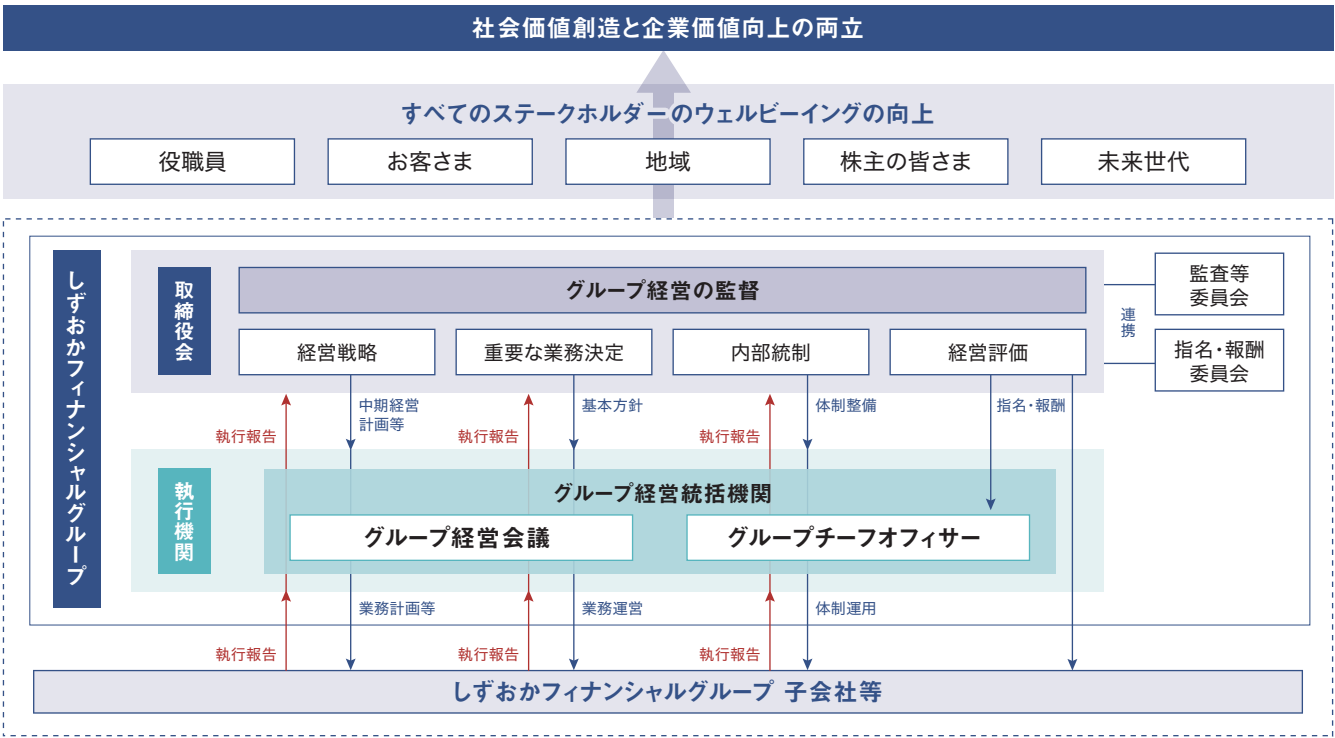 社会価値創造と企業価値向上の両立
すべてのステークホルダーのウェルビーイングの向上
役職員
お客さま
地域
株主の皆さま
未来世代
しずおかフィナンシャルグループ
取締役会
グループ経営の監督
経営戦略
重要な業務決定
内部統制
経営評価
連携
監査等
委員会
指名・報酬
委員会
執行報告
中期経営
計画等
執行報告
基本方針
執行報告
体制整備
指名・報酬
執行機関
グループ経営統括機関
グループ経営会議
グループチーフオフィサー
執行報告
業務計画等
執行報告
業務運営
執行報告
体制運用
しずおかフィナンシャルグループ 子会社等